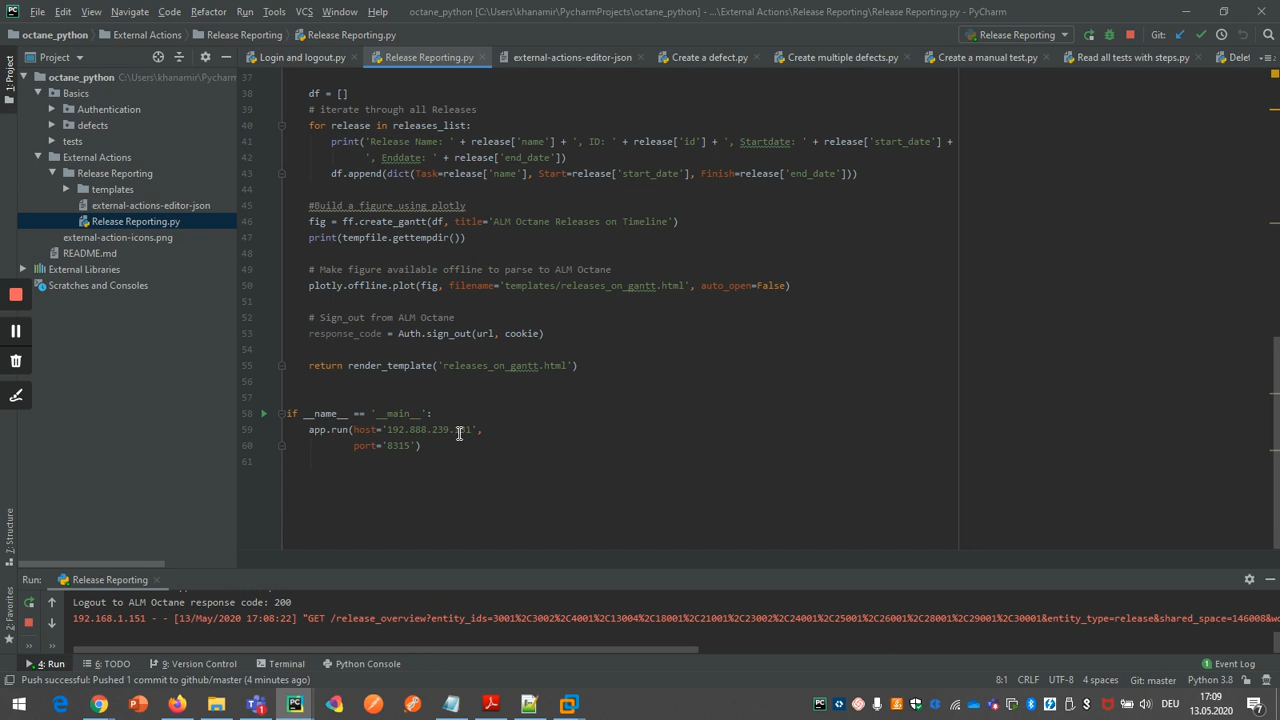 File Edit View Navigate Code Refactor Run Tools VCS Window Help octane_python [C:\Users\khanamir\PycharmProjects\octane_python] - ...\External Actions\Release Reporting\Release Reporting.py - PyCharm
octane_python External Actions Release Reporting Release Reporting.py Release Reporting Git:
Project Login and logout.py Release Reporting.py external-actions-editor-json Create a defect.py Create multiple defects.py Create a manual test.py Read all tests with steps.py Delet
1: Project
octane_python C:\Users\khanamir\Pycharm
Basics
Authentication
defects
tests
External Actions
Release Reporting
templates
external-actions-editor-json
Release Reporting.py
external-action-icons.png
README.md
External Libraries
Scratches and Consoles
37
38 df = []
39 # iterate through all Releases
40 for release in releases_list:
41 print('Release Name: ' + release['name'] + ', ID: ' + release['id'] + ', Startdate: ' + release['start_date'] +
42 ', Enddate: ' + release['end_date'])
43 df.append(dict(Task=release['name'], Start=release['start_date'], Finish=release['end_date']))
44
45 #Build a figure using plotly
46 fig = ff.create_gantt(df, title='ALM Octane Releases on Timeline')
47 print(tempfile.gettempdir())
48
49 # Make figure available offline to parse to ALM Octane
50 plotly.offline.plot(fig, filename='templates/releases_on_gantt.html', auto_open=False)
51
52 # Sign_out from ALM Octane
53 response_code = Auth.sign_out(url, cookie)
54
55 return render_template('releases_on_gantt.html')
56
57
58 if __name__ == '__main__':
59 app.run(host=
60 port='8315')
61
7: Structure
2: Favorites
Run: Release Reporting
Logout to ALM Octane response code: 200
192.168.1.151 - - [13/May/2020 17:08:22] "GET /release_overview?entity_ids=3001%2C3002%2C4001%2C13004%2C18001%2C21001%2C23002%2C24001%2C25001%2C26001%2C28001%2C29001%2C30001&entity_type=release&shared_space=146008&wo
4: Run 6: TODO 9: Version Control Terminal Python Console Event Log
Push successful: Pushed 1 commit to github/master (4 minutes ago) 8:1 CRLF UTF-8 4 spaces Git: master Python 3.8
DEU 17:09
13.05.2020